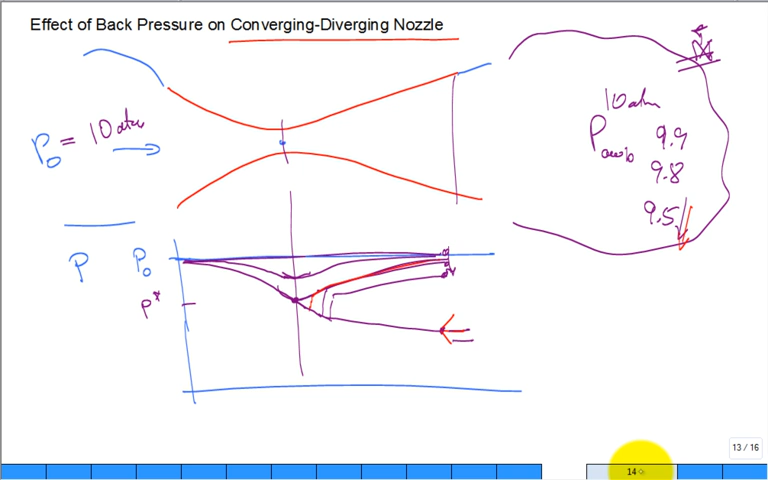 Effect of Back Pressure on Converging-Diverging Nozzle
P₀ = 10 atm
10 atm
Pamb 9.9
9.8
9.5
P P₀
P*
13 / 16
14